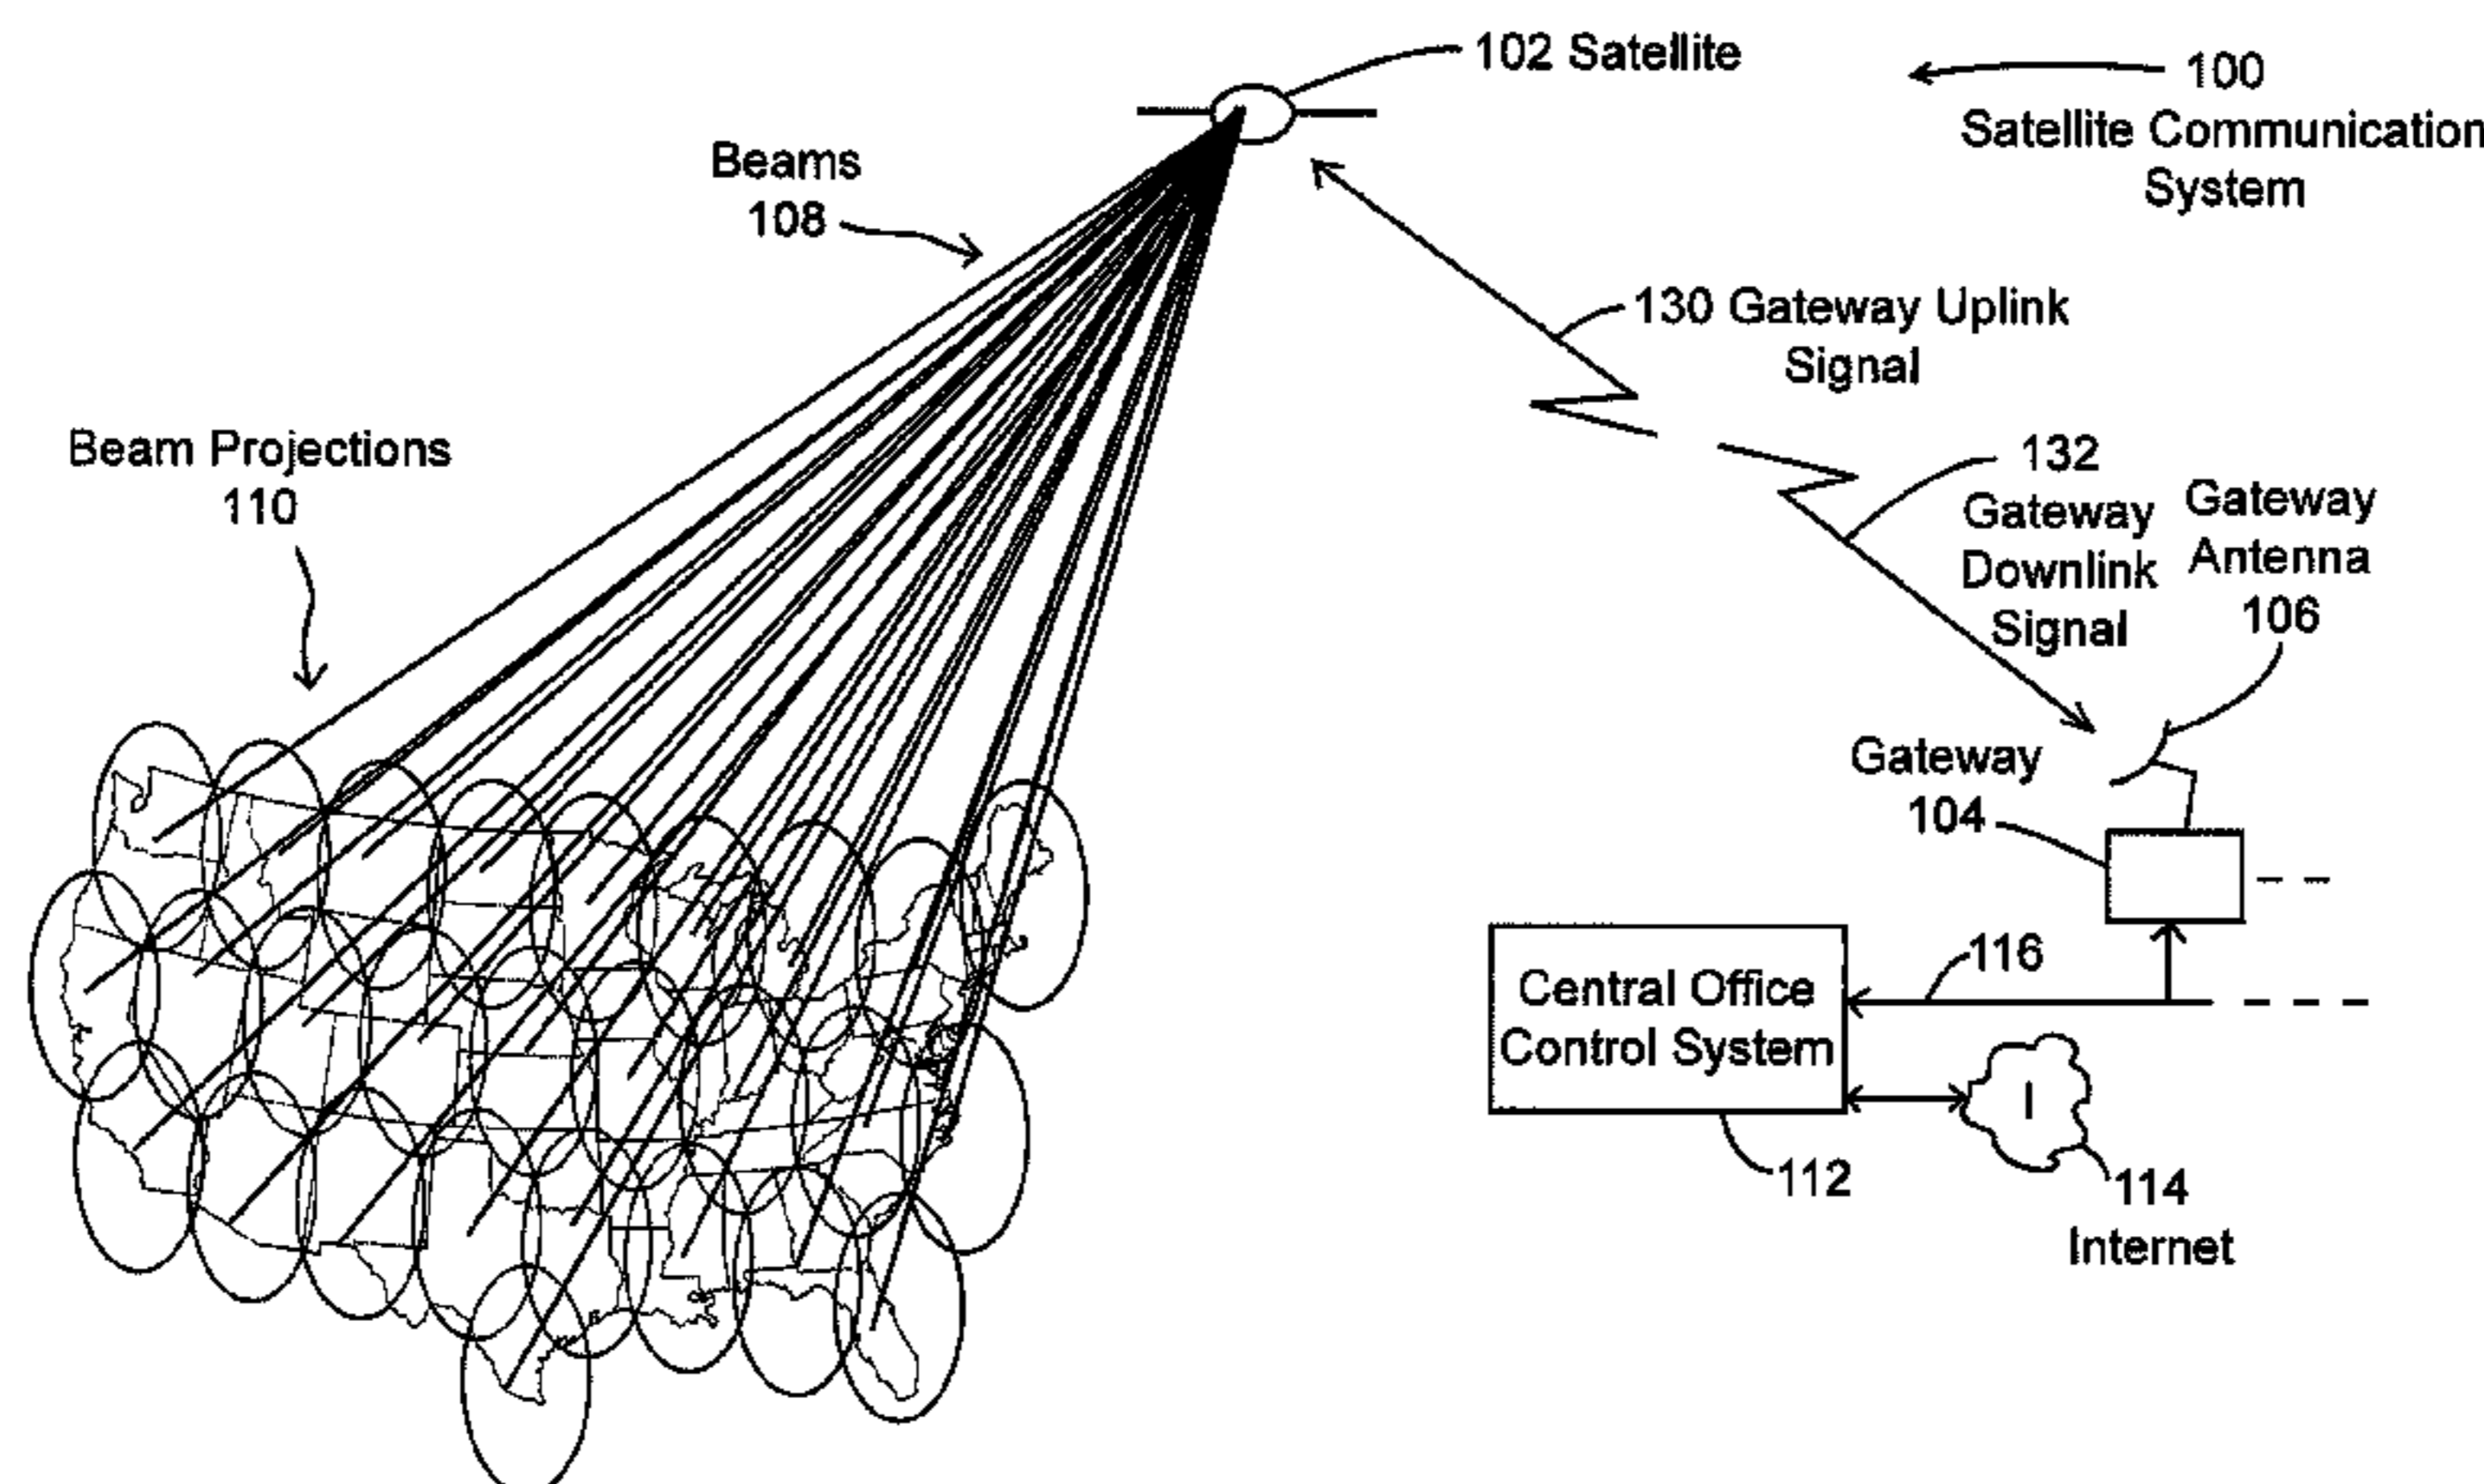 102 Satellite
100
Satellite Communication
System
Beams
108
130 Gateway Uplink
Signal
Beam Projections
110
132
Gateway
Downlink
Signal
Gateway
Antenna
106
Gateway
104
116
Central Office
Control System
I
112
114
Internet